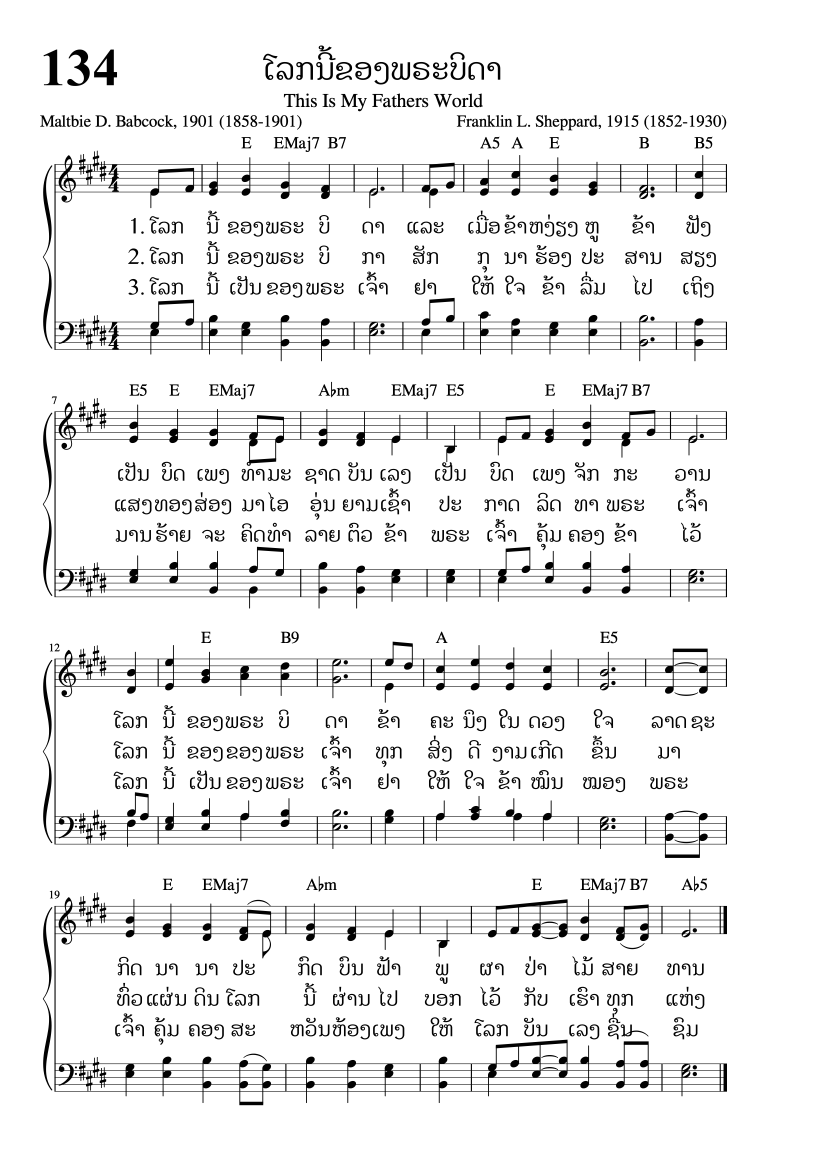 134
ໂລກນີ້ຂອງພຣະບິດາ
This Is My Fathers World
Maltbie D. Babcock, 1901 (1858-1901) Franklin L. Sheppard, 1915 (1852-1930)
E EMaj7 B7 A5 A E B B5
1. ໂລກ ນີ້ ຂອງພຣະ ບິ ດາ ແລະ ເມື່ອ ຂ້າຫງ່ຽງ ຫູ ຂ້າ ຟັງ
2. ໂລກ ນີ້ ຂອງພຣະ ບິ ກາ ສັກ ກຸ ນາ ຮ້ອງ ປະ ສານ ສຽງ
3. ໂລກ ນີ້ ເປັນ ຂອງພຣະ ເຈົ້າ ຢາ ໃຫ້ ໃຈ ຂ້າ ລື່ມ ໄປ ເຖິງ
7 E5 E EMaj7 A♭m EMaj7 E5 E EMaj7 B7
ເປັນ ບົດ ເພງ ທຳມະ ຊາດ ບັນ ເລງ ເປັນ ບົດ ເພງ ຈັກ ກະ ວານ
ແສງທອງສ່ອງ ມາໄອ ອຸ່ນ ຍາມເຊົ້າ ປະ ກາດ ລິດ ທາ ພຣະ ເຈົ້າ
ມານຮ້າຍ ຈະ ຄິດທຳ ລາຍ ຕົວ ຂ້າ ພຣະ ເຈົ້າ ຄຸ້ມ ຄອງ ຂ້າ ໄວ້
12 E B9 A E5
ໂລກ ນີ້ ຂອງພຣະ ບິ ດາ ຂ້າ ຄະ ນຶງ ໃນ ດວງ ໃຈ ລາດ ຊະ
ໂລກ ນີ້ ຂອງຂອງພຣະ ເຈົ້າ ທຸກ ສິ່ງ ດີ ງາມເກີດ ຂຶ້ນ ມາ
ໂລກ ນີ້ ເປັນ ຂອງພຣະ ເຈົ້າ ຢາ ໃຫ້ ໃຈ ຂ້າ ໝົນ ໝອງ ພຣະ
19 E EMaj7 A♭m E EMaj7 B7 A♭5
ກິດ ນາ ນາ ປະ ກົດ ບົນ ຟ້າ ພູ ຜາ ປ່າ ໄມ້ ສາຍ ທານ
ທົ່ວ ແຜ່ນ ດິນ ໂລກ ນີ້ ຜ່ານ ໄປ ບອກ ໄວ້ ກັບ ເຮົາ ທຸກ ແຫ່ງ
ເຈົ້າ ຄຸ້ມ ຄອງ ສະ ຫວັນຫ້ອງເພງ ໃຫ້ ໂລກ ບັນ ເລງ ຊື່ນ ຊົມ